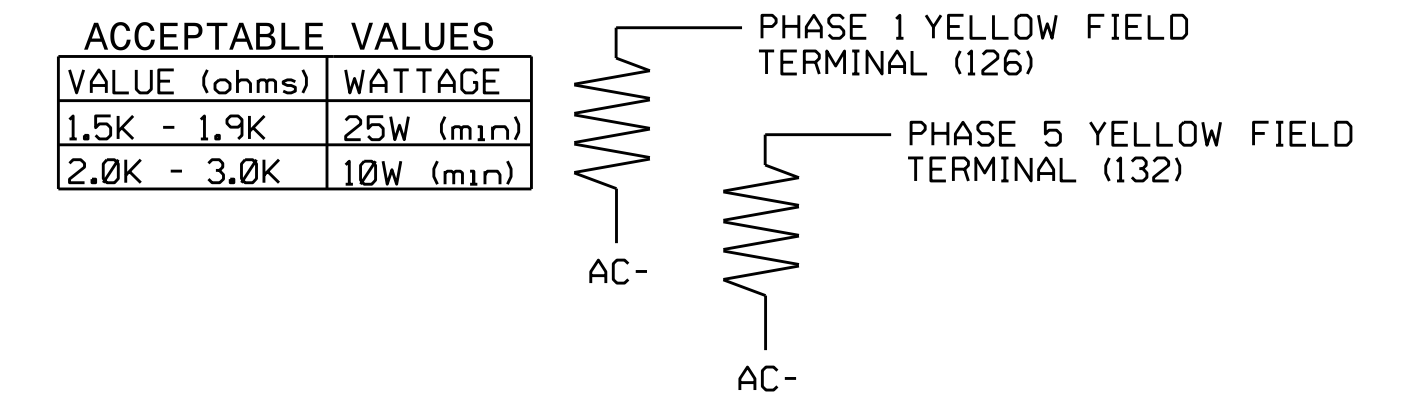 ACCEPTABLE VALUES
VALUE (ohms) WATTAGE
1.5K - 1.9K 25W (min)
2.0K - 3.0K 10W (min)
PHASE 1 YELLOW FIELD
TERMINAL (126)
AC-
PHASE 5 YELLOW FIELD
TERMINAL (132)
AC-